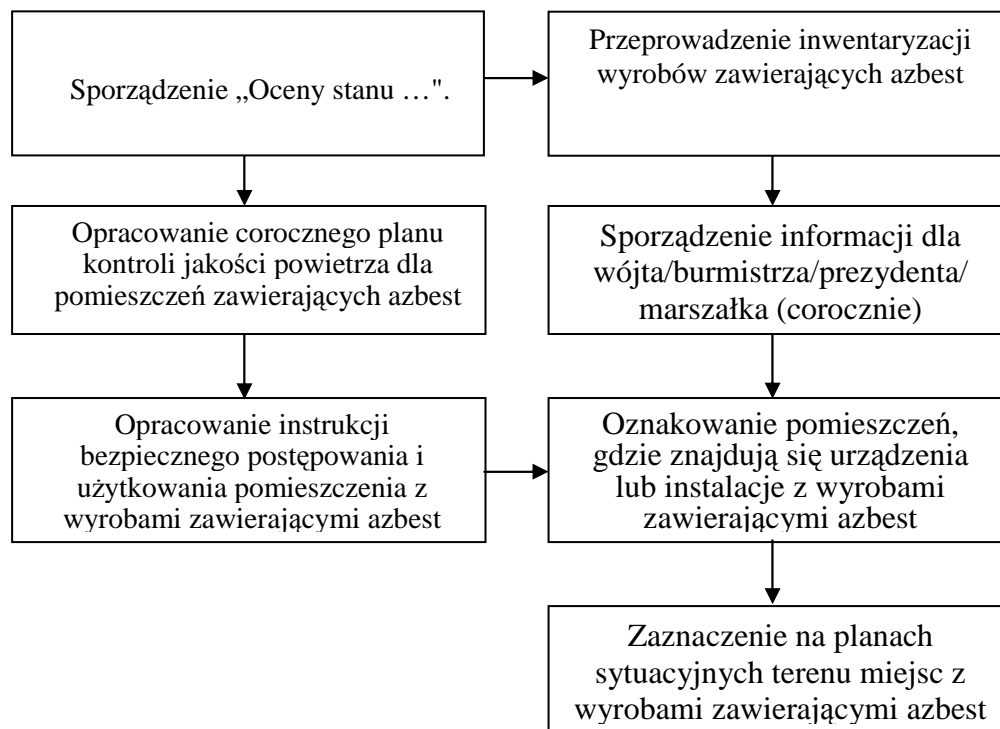 Sporządzenie „Oceny stanu …".
Przeprowadzenie inwentaryzacji
wyrobów zawierających azbest
Opracowanie corocznego planu
kontroli jakości powietrza dla
pomieszczeń zawierających azbest
Sporządzenie informacji dla
wójta/burmistrza/prezydenta/
marszałka (corocznie)
Opracowanie instrukcji
bezpiecznego postępowania i
użytkowania pomieszczenia z
wyrobami zawierającymi azbest
Oznakowanie pomieszczeń,
gdzie znajdują się urządzenia
lub instalacje z wyrobami
zawierającymi azbest
Zaznaczenie na planach
sytuacyjnych terenu miejsc z
wyrobami zawierającymi azbest